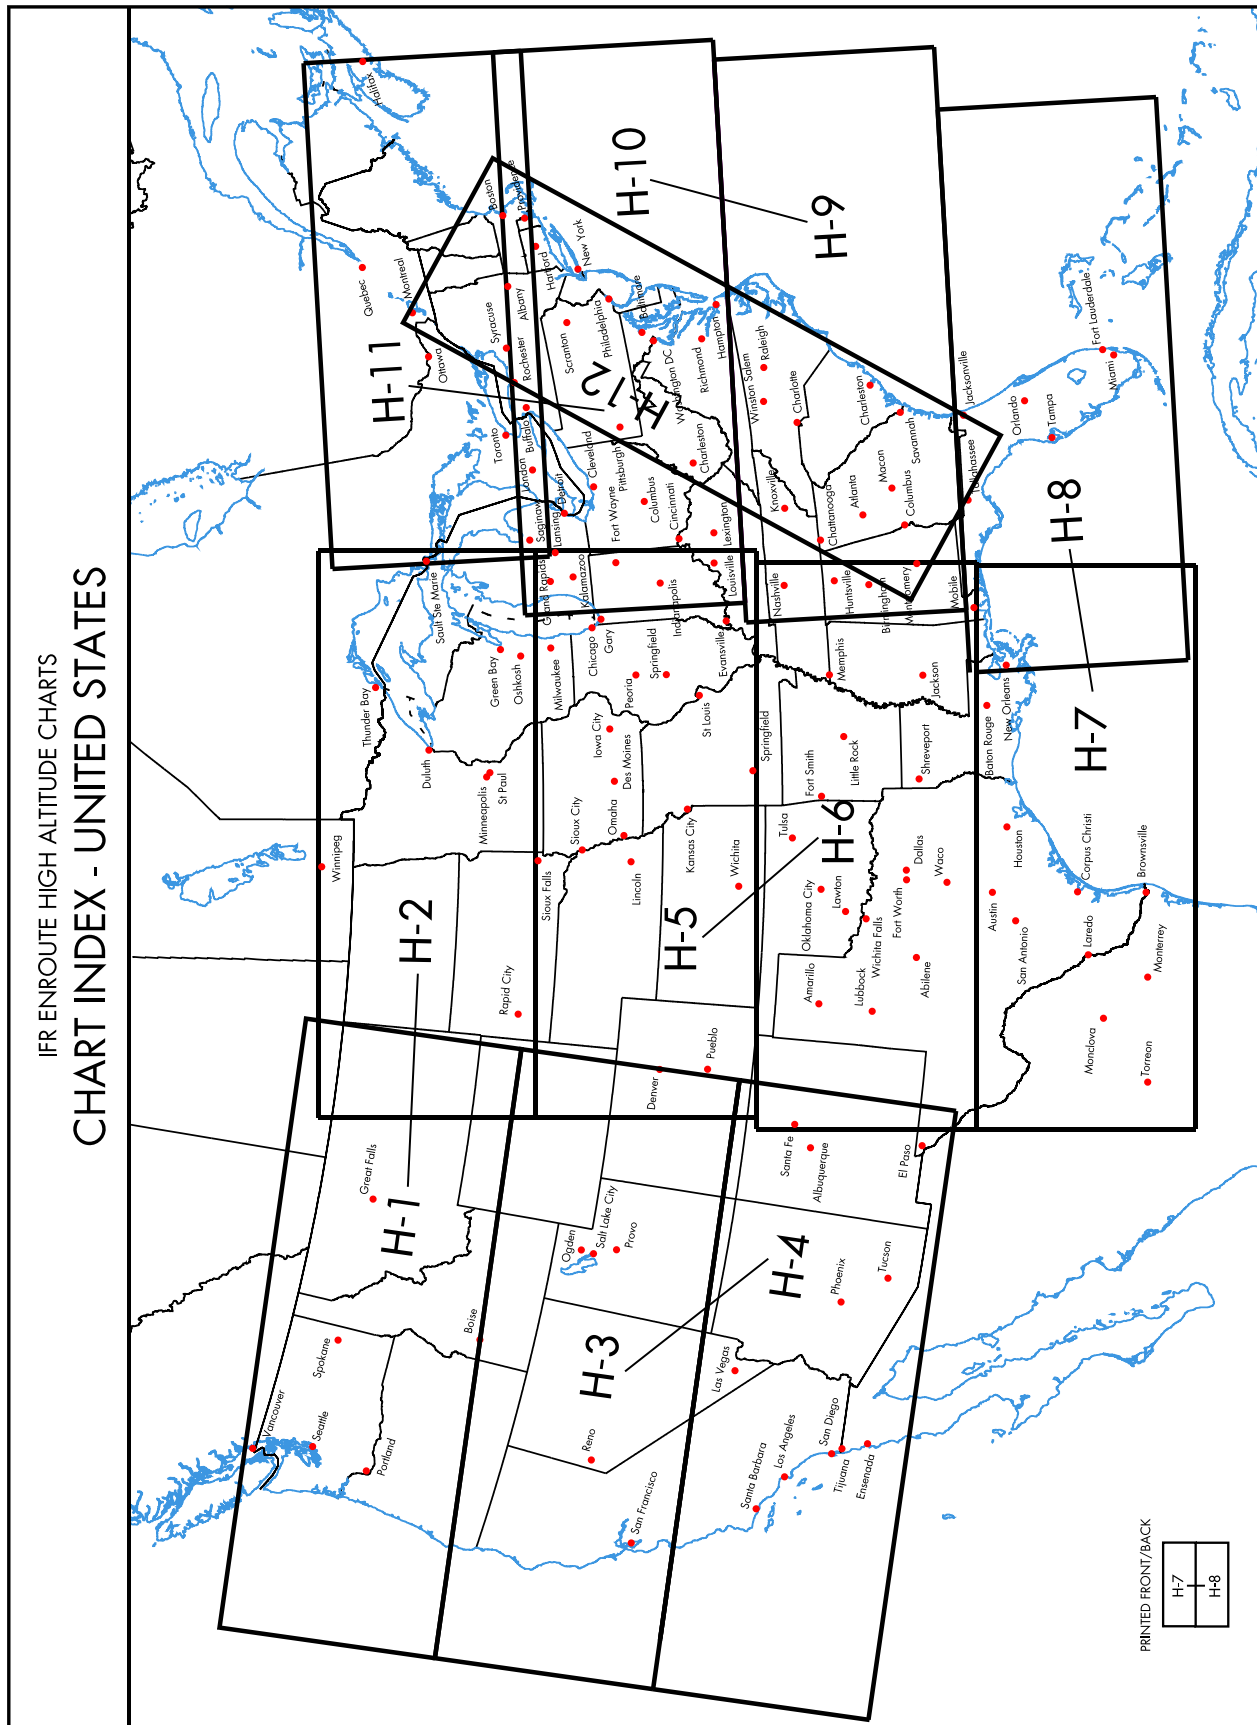 IFR ENROUTE HIGH ALTITUDE CHARTS
CHART INDEX - UNITED STATES
Vancouver
Seattle
Spokane
Portland
Great Falls
Boise
H-1
Winnipeg
Thunder Bay
Duluth
Sault Ste Marie
Minneapolis
St Paul
Green Bay
Oshkosh
Rapid City
Sioux Falls
H-2
Quebec
Montreal
Ottawa
Halifax
Toronto
Syracuse
Rochester
Albany
Boston
Buffalo
London
H-11
Providence
Hartford
New York
Scranton
Philadelphia
Baltimore
Washington DC
Richmond
Hampton
H-10
H-12
Saginaw
Lansing
Detroit
Grand Rapids
Kalamazoo
Cleveland
Pittsburgh
Fort Wayne
Columbus
Cincinnati
Charleston
Lexington
Louisville
Indianapolis
Evansville
Milwaukee
Chicago
Gary
Peoria
Springfield
Iowa City
Des Moines
St Louis
Sioux City
Omaha
Lincoln
Kansas City
Wichita
Springfield
H-5
Denver
Pueblo
Ogden
Salt Lake City
Provo
Reno
San Francisco
H-3
Las Vegas
Santa Barbara
Los Angeles
San Diego
Tijuana
Ensenada
Phoenix
Tucson
H-4
Santa Fe
Albuquerque
El Paso
Amarillo
Lubbock
Oklahoma City
Lawton
Wichita Falls
Tulsa
Fort Smith
Little Rock
Fort Worth
Dallas
Abilene
Waco
Shreveport
Memphis
Jackson
H-6
Nashville
Huntsville
Birmingham
Montgomery
Mobile
Knoxville
Chattanooga
Atlanta
Macon
Columbus
Winston Salem
Raleigh
Charlotte
Charleston
Savannah
H-9
Jacksonville
Tallahassee
Orlando
Tampa
Fort Lauderdale
Miami
H-8
Baton Rouge
New Orleans
Houston
Austin
San Antonio
Corpus Christi
Laredo
Brownsville
Monterrey
Monclova
Torreon
H-7
PRINTED FRONT/BACK
H-7
H-8